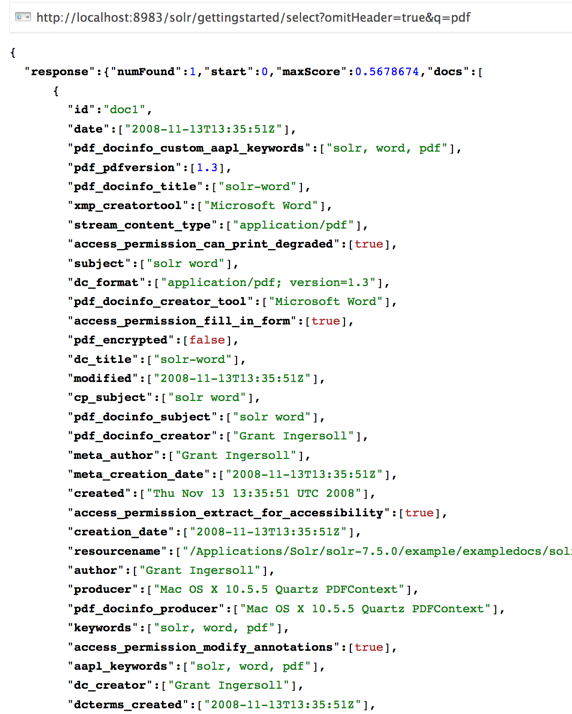 http://localhost:8983/solr/gettingstarted/select?omitHeader=true&q=pdf
{
"response":{"numFound":1,"start":0,"maxScore":0.5678674,"docs":[
{
"id":"doc1",
"date":["2008-11-13T13:35:51Z"],
"pdf_docinfo_custom_aapl_keywords":["solr, word, pdf"],
"pdf_pdfversion":[1.3],
"pdf_docinfo_title":["solr-word"],
"xmp_creatortool":["Microsoft Word"],
"stream_content_type":["application/pdf"],
"access_permission_can_print_degraded":[true],
"subject":["solr word"],
"dc_format":["application/pdf; version=1.3"],
"pdf_docinfo_creator_tool":["Microsoft Word"],
"access_permission_fill_in_form":[true],
"pdf_encrypted":[false],
"dc_title":["solr-word"],
"modified":["2008-11-13T13:35:51Z"],
"cp_subject":["solr word"],
"pdf_docinfo_subject":["solr word"],
"pdf_docinfo_creator":["Grant Ingersoll"],
"meta_author":["Grant Ingersoll"],
"meta_creation_date":["2008-11-13T13:35:51Z"],
"created":["Thu Nov 13 13:35:51 UTC 2008"],
"access_permission_extract_for_accessibility":[true],
"creation_date":["2008-11-13T13:35:51Z"],
"resourcename":["/Applications/Solr/solr-7.5.0/example/exampledocs/sol
"author":["Grant Ingersoll"],
"producer":["Mac OS X 10.5.5 Quartz PDFContext"],
"pdf_docinfo_producer":["Mac OS X 10.5.5 Quartz PDFContext"],
"keywords":["solr, word, pdf"],
"access_permission_modify_annotations":[true],
"aapl_keywords":["solr, word, pdf"],
"dc_creator":["Grant Ingersoll"],
"dcterms_created":["2008-11-13T13:35:51Z"],